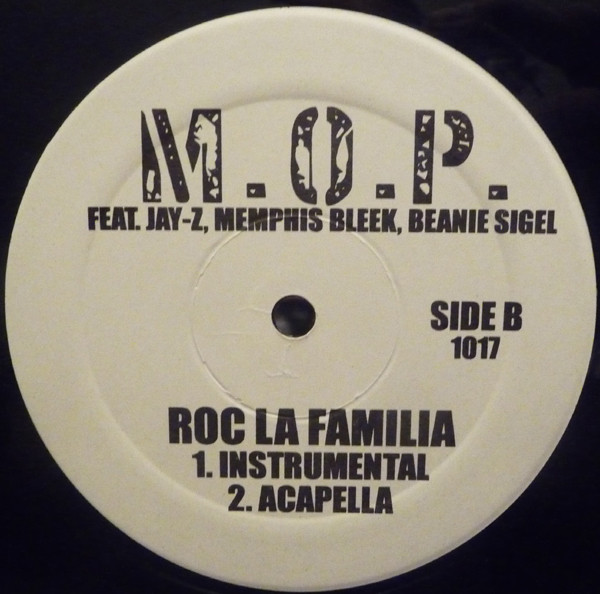 M.O.P.
FEAT. JAY-Z, MEMPHIS BLEEK, BEANIE SIGEL
SIDE B
1017
ROC LA FAMILIA
1. INSTRUMENTAL
2. ACAPELLA